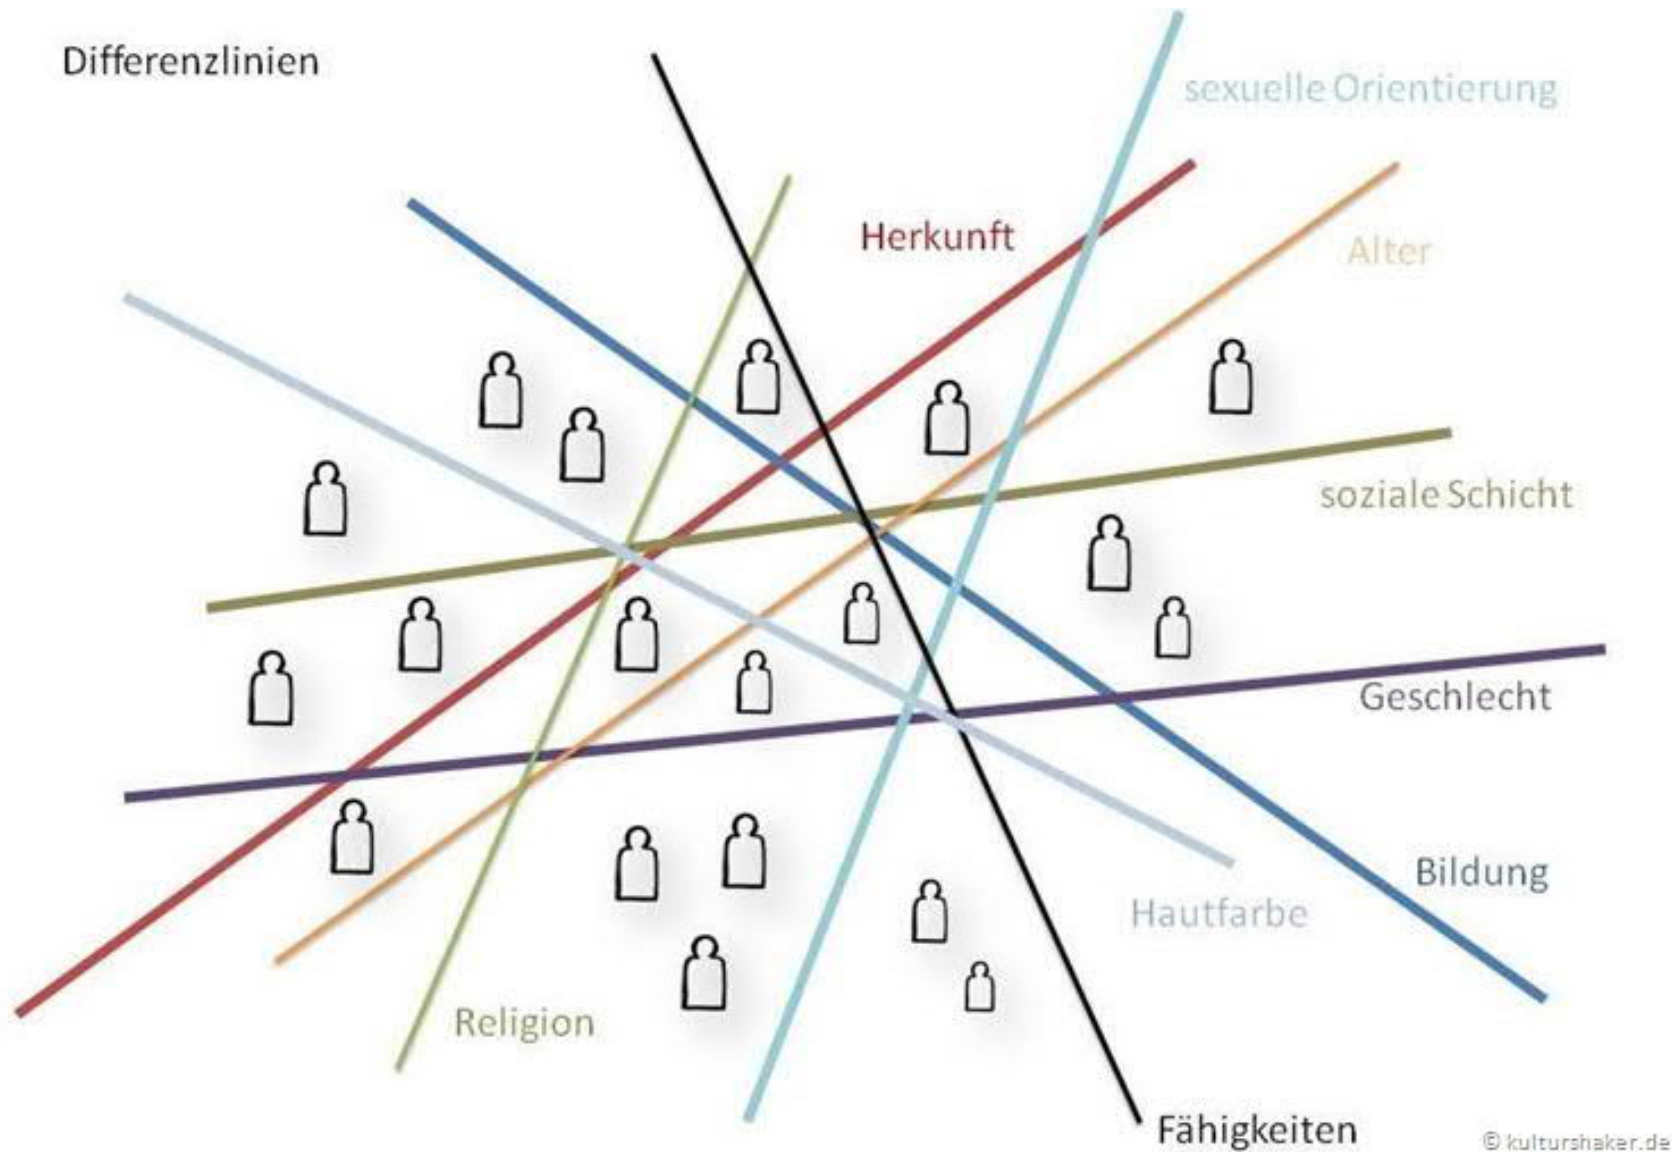 Differenzlinien
sexuelle Orientierung
Herkunft
Alter
soziale Schicht
Geschlecht
Bildung
Hautfarbe
Religion
Fähigkeiten
© kulturshaker.de